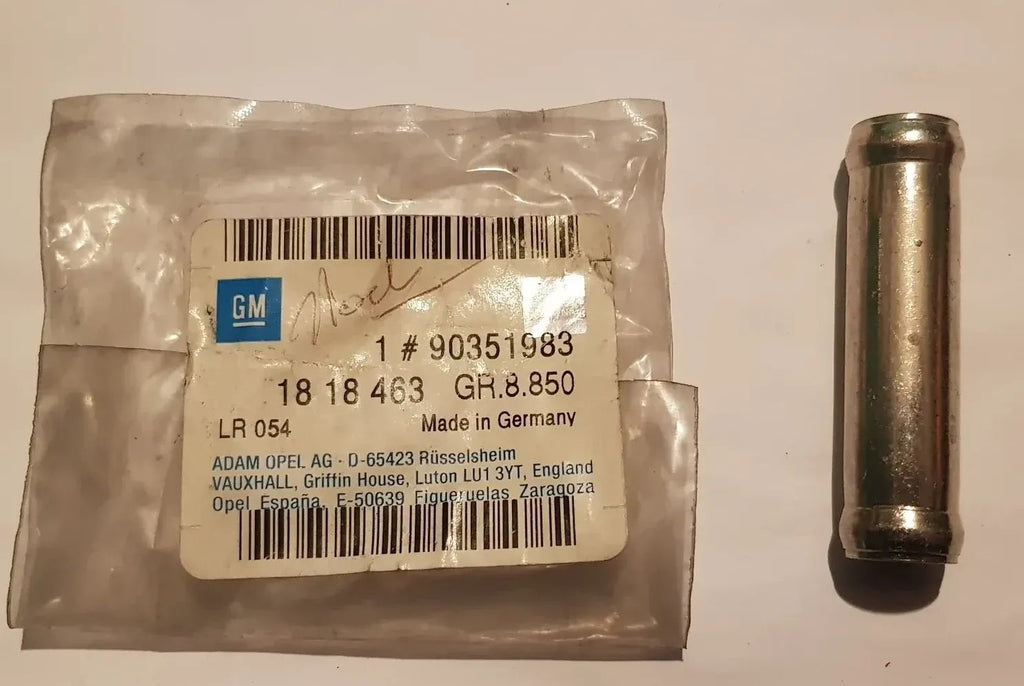 GM
1 # 90351983
18 18 463 GR.8.850
LR 054 Made in Germany
ADAM OPEL AG - D-65423 Rüsselsheim
VAUXHALL, Griffin House, Luton LU1 3YT, England
Opel España, E-50639 Figueruelas Zaragoza